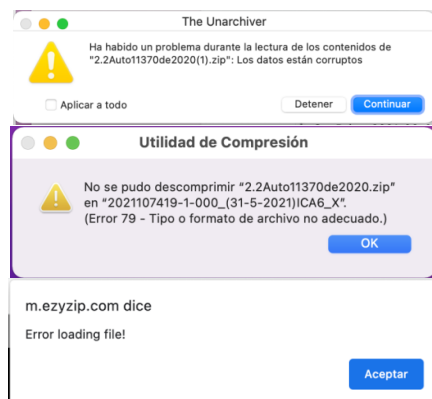 The Unarchiver
Ha habido un problema durante la lectura de los contenidos de
"2.2Auto11370de2020(1).zip": Los datos están corruptos
Aplicar a todo
Detener
Continuar
Utilidad de Compresión
No se pudo descomprimir “2.2Auto11370de2020.zip”
en “2021107419-1-000_(31-5-2021)ICA6_X”.
(Error 79 - Tipo o formato de archivo no adecuado.)
OK
m.ezyzip.com dice
Error loading file!
Aceptar